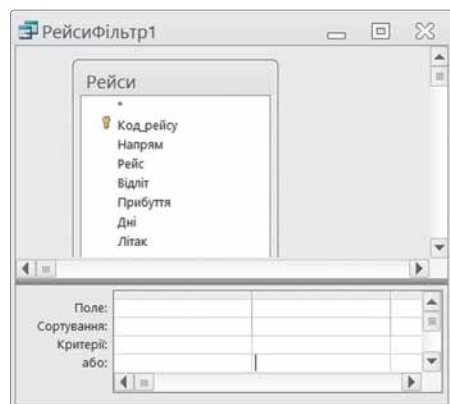 РейсиФільтр1
Рейси
*
Код_рейсу
Напрям
Рейс
Відліт
Прибуття
Дні
Літак
Поле:
Сортування:
Критерії:
або: